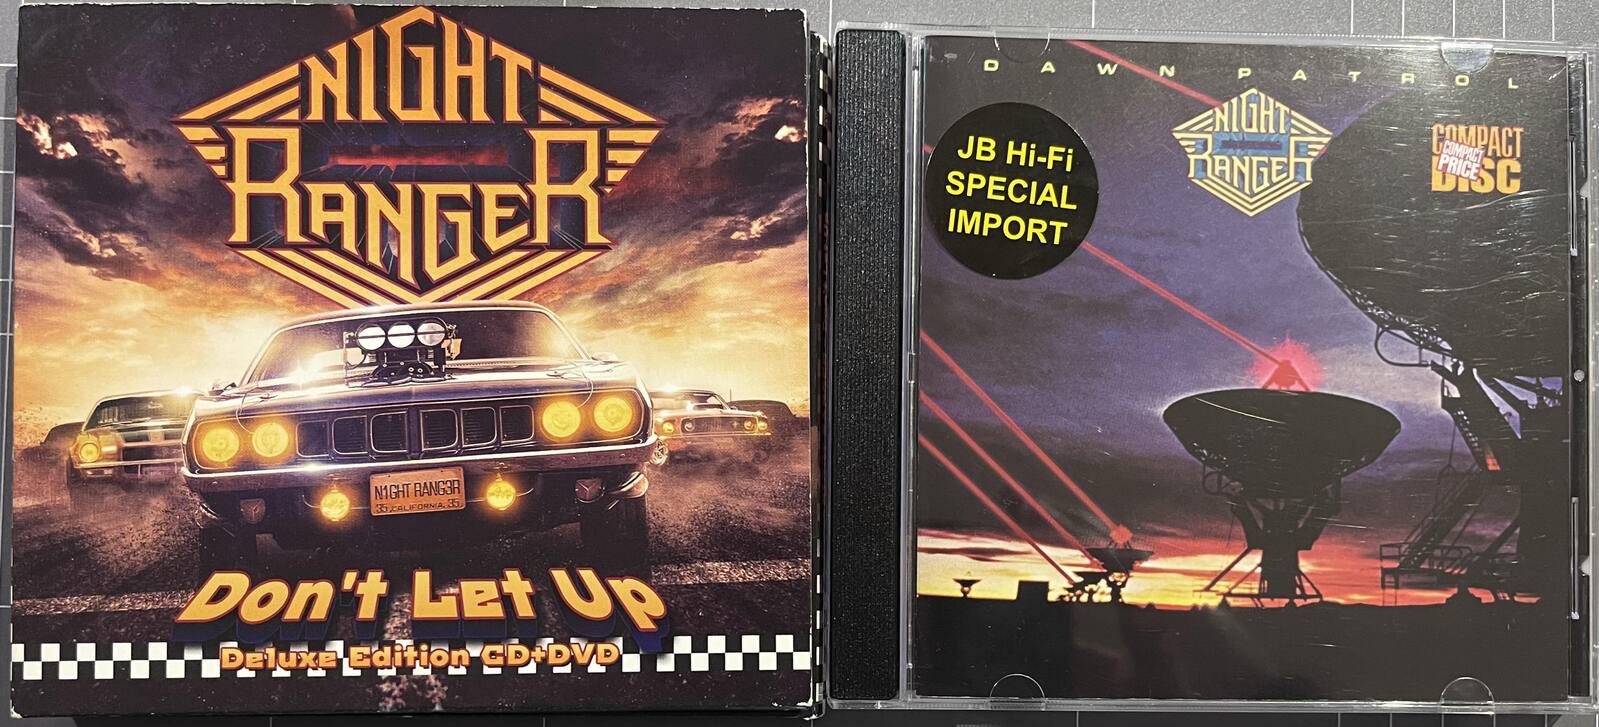 NIGHT
RANGER
N1GHT RANG3R
35 CALIFORNIA 35
Don't Let Up
Deluxe Edition CD+DVD
DAWN PATROL
NIGHT
RANGER
COMPACT
COMPACT
PRICE
DISC
JB Hi-Fi
SPECIAL
IMPORT